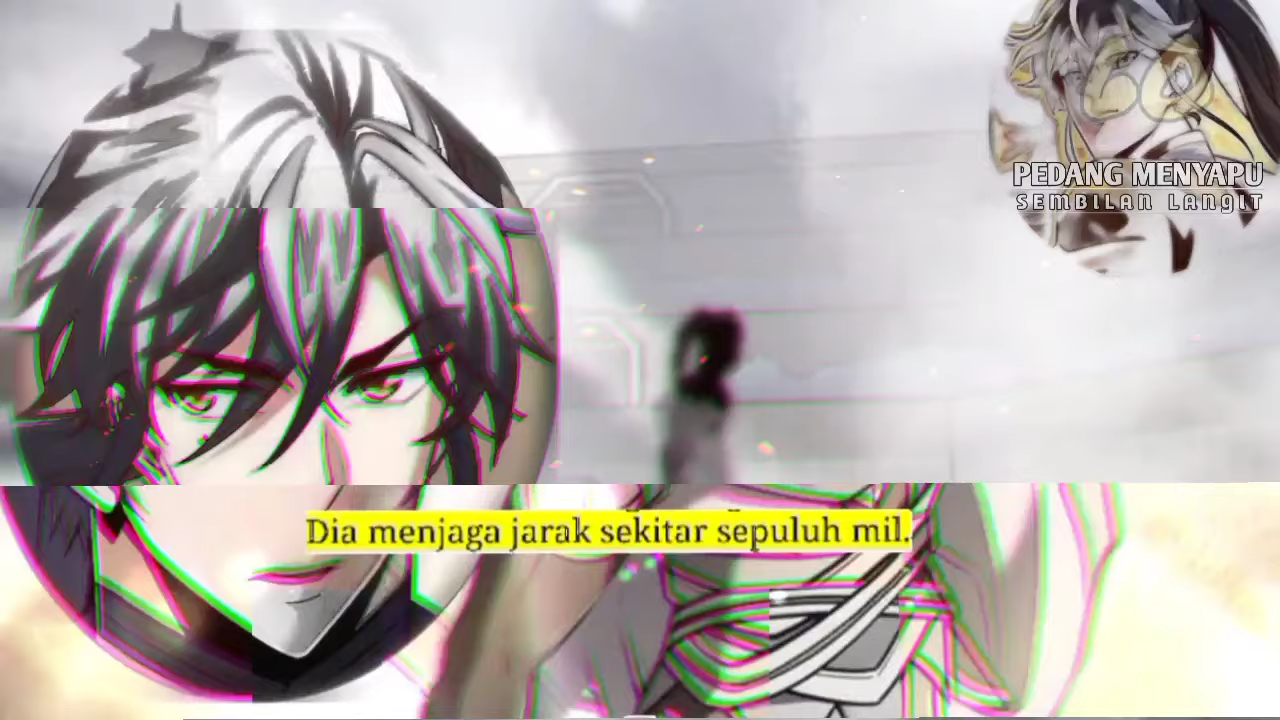 PEDANG MENYAPU
SEMBILAN LANGIT
Dia menjaga jarak sekitar sepuluh mil.